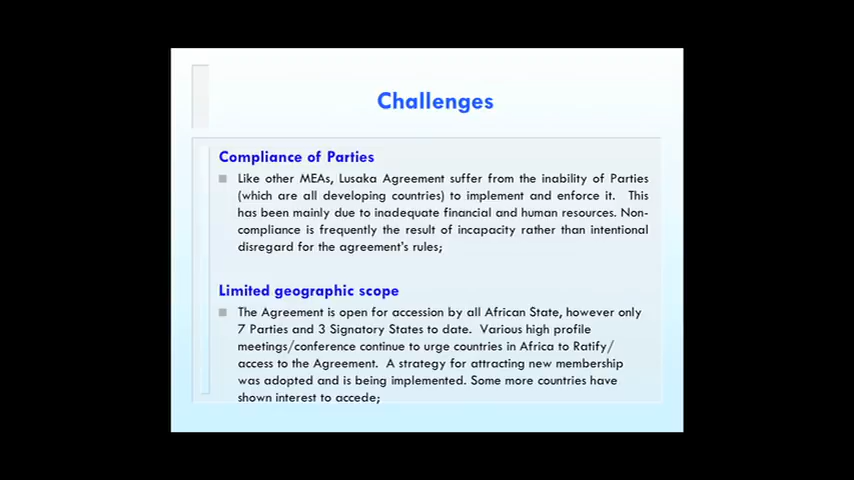 Challenges
Compliance of Parties
Like other MEAs, Lusaka Agreement suffer from the inability of Parties
(which are all developing countries) to implement and enforce it. This
has been mainly due to inadequate financial and human resources. Non-
compliance is frequently the result of incapacity rather than intentional
disregard for the agreement's rules;
Limited geographic scope
The Agreement is open for accession by all African State, however only
7 Parties and 3 Signatory States to date. Various high profile
meetings/conference continue to urge countries in Africa to Ratify/
access to the Agreement. A strategy for attracting new membership
was adopted and is being implemented. Some more countries have
shown interest to accede;